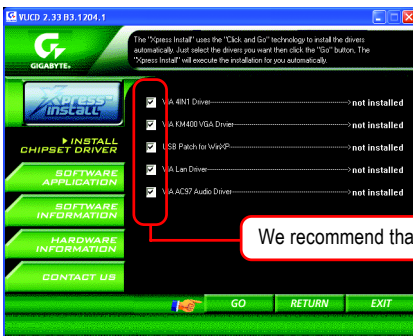 VUCD 2.33 B3.1204.1
GIGABYTE
The "Xpress Install" uses the "Click and Go" technology to install the drivers
automatically. Just select the drivers you want then click the "Go" button, The
"Xpress Install" will execute the installation for you automatically.
Xpress
Install
INSTALL
CHIPSET DRIVER
SOFTWARE
APPLICATION
SOFTWARE
INFORMATION
HARDWARE
INFORMATION
CONTACT US
VIA 4IN1 Driver not installed
VIA KM400 VGA Drvier not installed
USB Patch for WinXP not installed
VIA Lan Driver not installed
VIA AC97 Audio Driver not installed
We recommend tha
GO RETURN EXIT